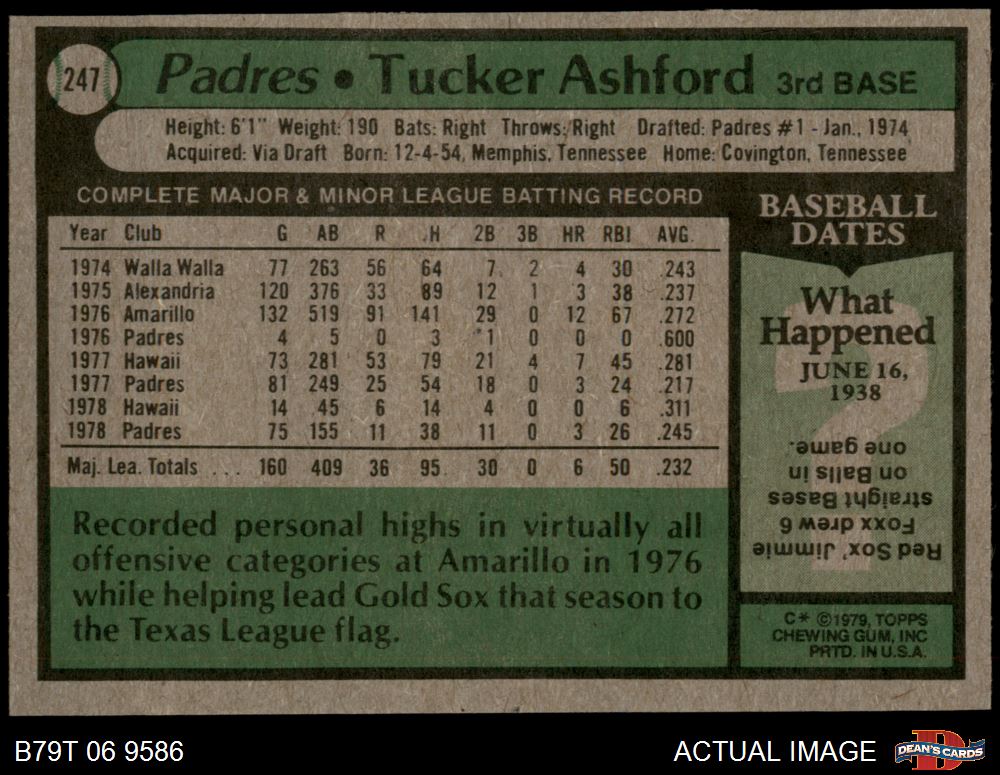 247
Padres • Tucker Ashford 3rd BASE
Height: 6'1" Weight: 190 Bats: Right Throws: Right Drafted: Padres #1 - Jan., 1974
Acquired: Via Draft Born: 12-4-54, Memphis, Tennessee Home: Covington, Tennessee
COMPLETE MAJOR & MINOR LEAGUE BATTING RECORD
Year Club G AB R H 2B 3B HR RBI AVG.
1974 Walla Walla 77 263 56 64 7 2 4 30 .243
1975 Alexandria 120 376 33 89 12 1 3 38 .237
1976 Amarillo 132 519 91 141 29 0 12 67 .272
1976 Padres 4 5 0 3 1 0 0 0 .600
1977 Hawaii 73 281 53 79 21 4 7 45 .281
1977 Padres 81 249 25 54 18 0 3 24 .217
1978 Hawaii 14 45 6 14 4 0 0 6 .311
1978 Padres 75 155 11 38 11 0 3 26 .245
Maj. Lea. Totals ... 160 409 36 95 30 0 6 50 .232
Recorded personal highs in virtually all
offensive categories at Amarillo in 1976
while helping lead Gold Sox that season to
the Texas League flag.
BASEBALL
DATES
What
Happened
JUNE 16,
1938
?
Red Sox' Jimmie
Foxx drew 6
straight Bases
on Balls in
one game.
C* ©1979, TOPPS
CHEWING GUM, INC
PRTD. IN U.S.A.
B79T 06 9586
ACTUAL IMAGE
D
DEAN'S CARDS